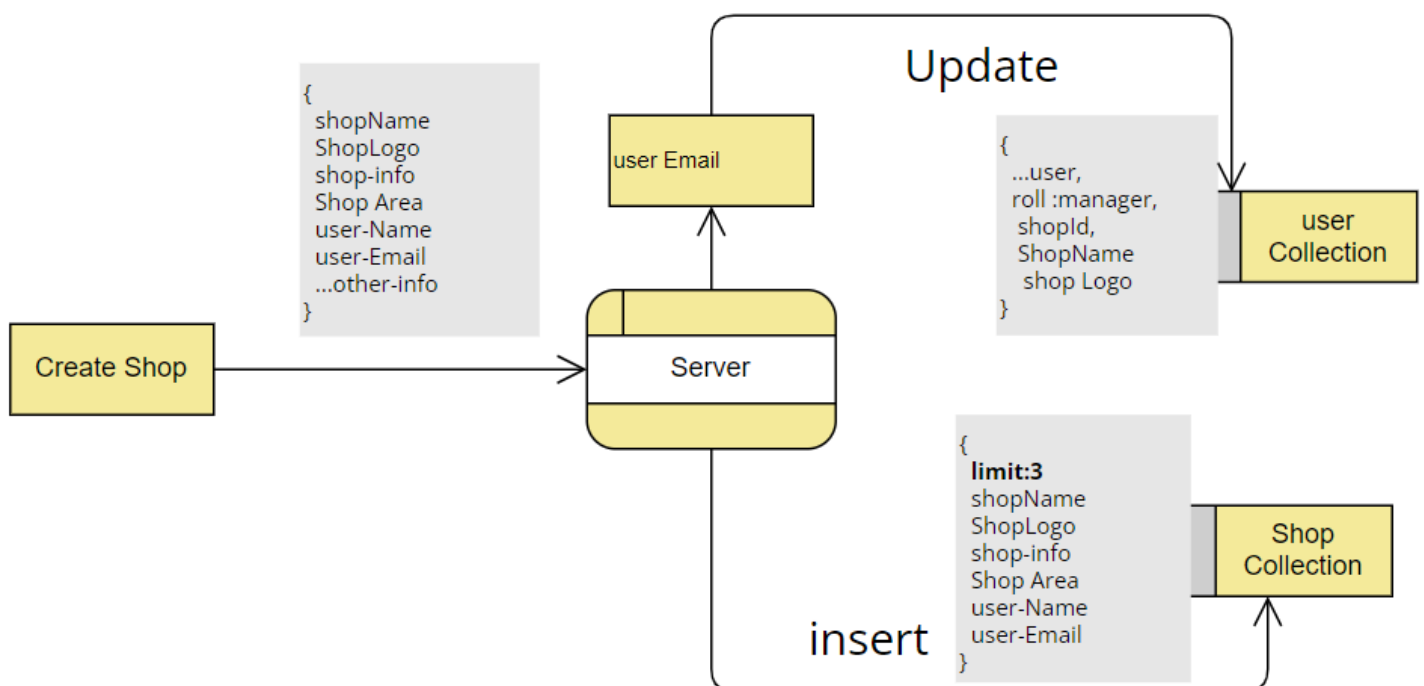 Update
{
shopName
ShopLogo
shop-info
Shop Area
user-Name
user-Email
...other-info
}
user Email
{
...user,
roll :manager,
shopId,
ShopName
shop Logo
}
user
Collection
Create Shop
Server
{
limit:3
shopName
ShopLogo
shop-info
Shop Area
user-Name
user-Email
}
Shop
Collection
insert